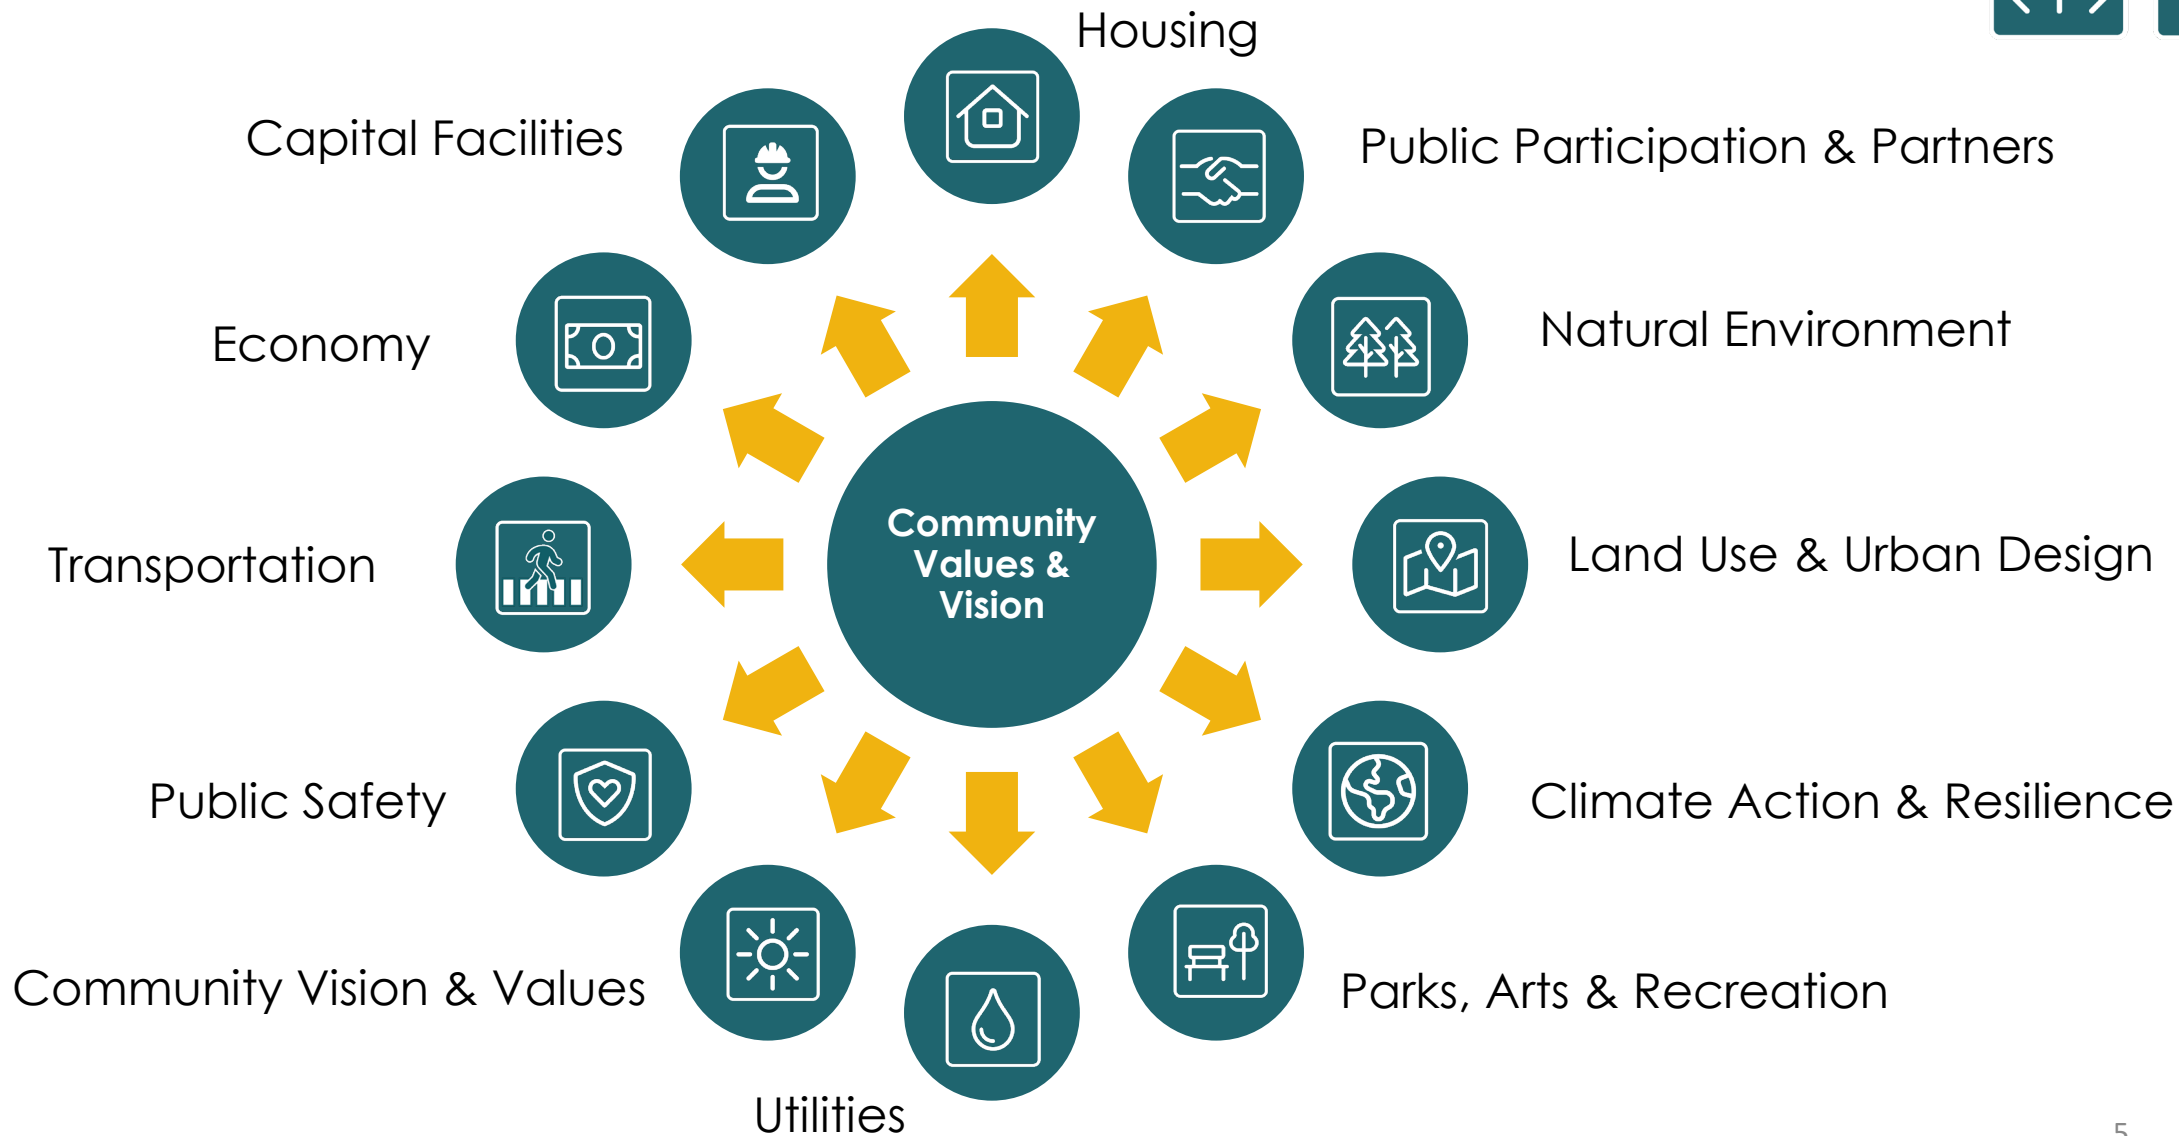 Housing
Capital Facilities
Public Participation & Partners
Economy
Natural Environment
Community
Values &
Vision
Transportation
Land Use & Urban Design
Public Safety
Climate Action & Resilience
Community Vision & Values
Parks, Arts & Recreation
Utilities
5